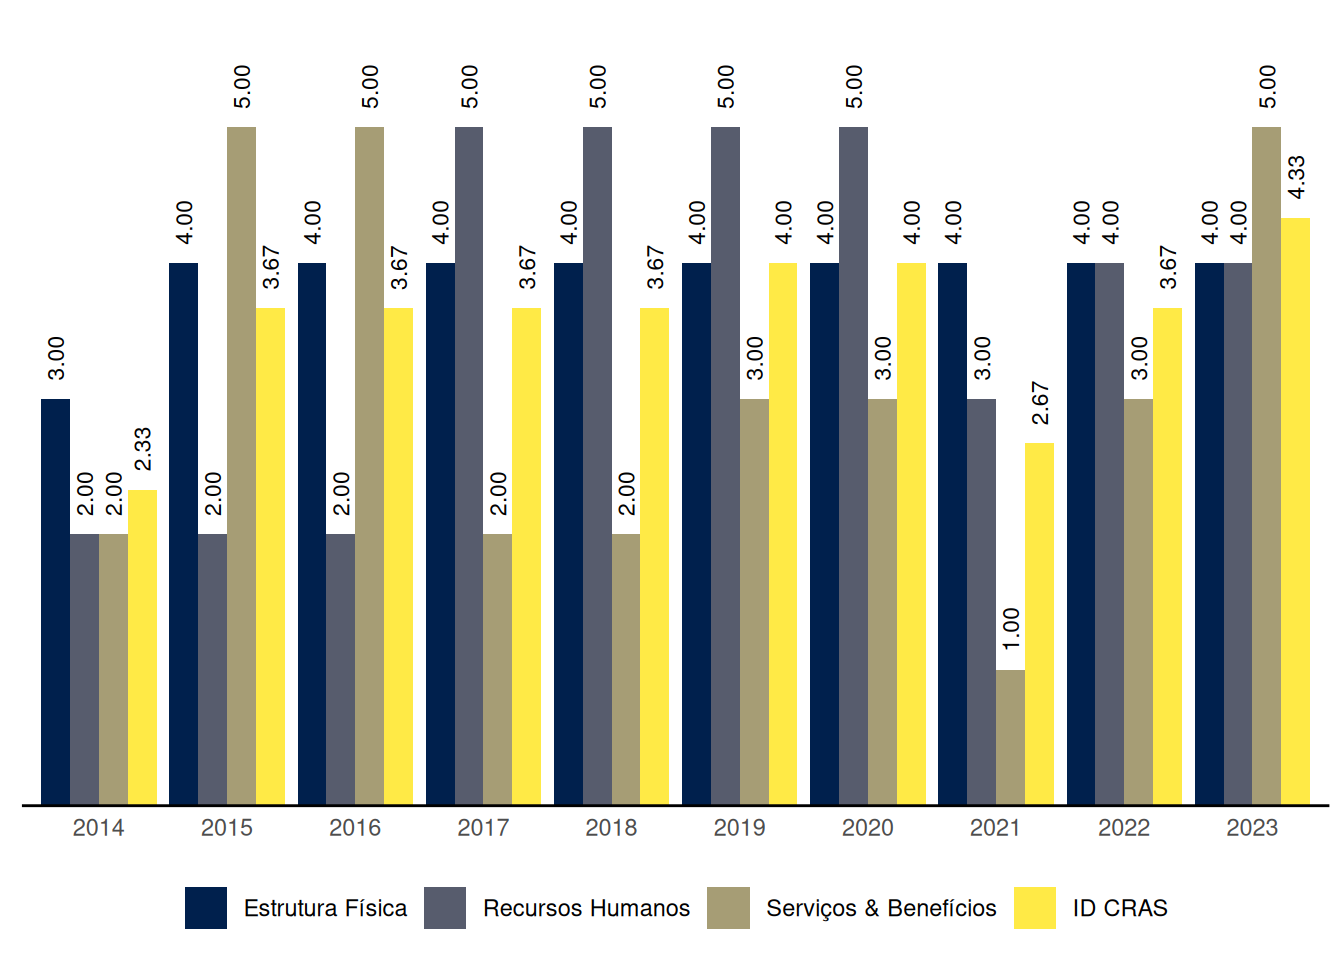 3.00 2.00 2.00 2.33
4.00 2.00 5.00 3.67
4.00 2.00 5.00 3.67
4.00 5.00 2.00 3.67
4.00 5.00 2.00 3.67
4.00 5.00 3.00 4.00
4.00 5.00 3.00 4.00
4.00 3.00 1.00 2.67
4.00 4.00 3.00 3.67
4.00 4.00 5.00 4.33
2014 2015 2016 2017 2018 2019 2020 2021 2022 2023
Estrutura Física Recursos Humanos Serviços & Benefícios ID CRAS